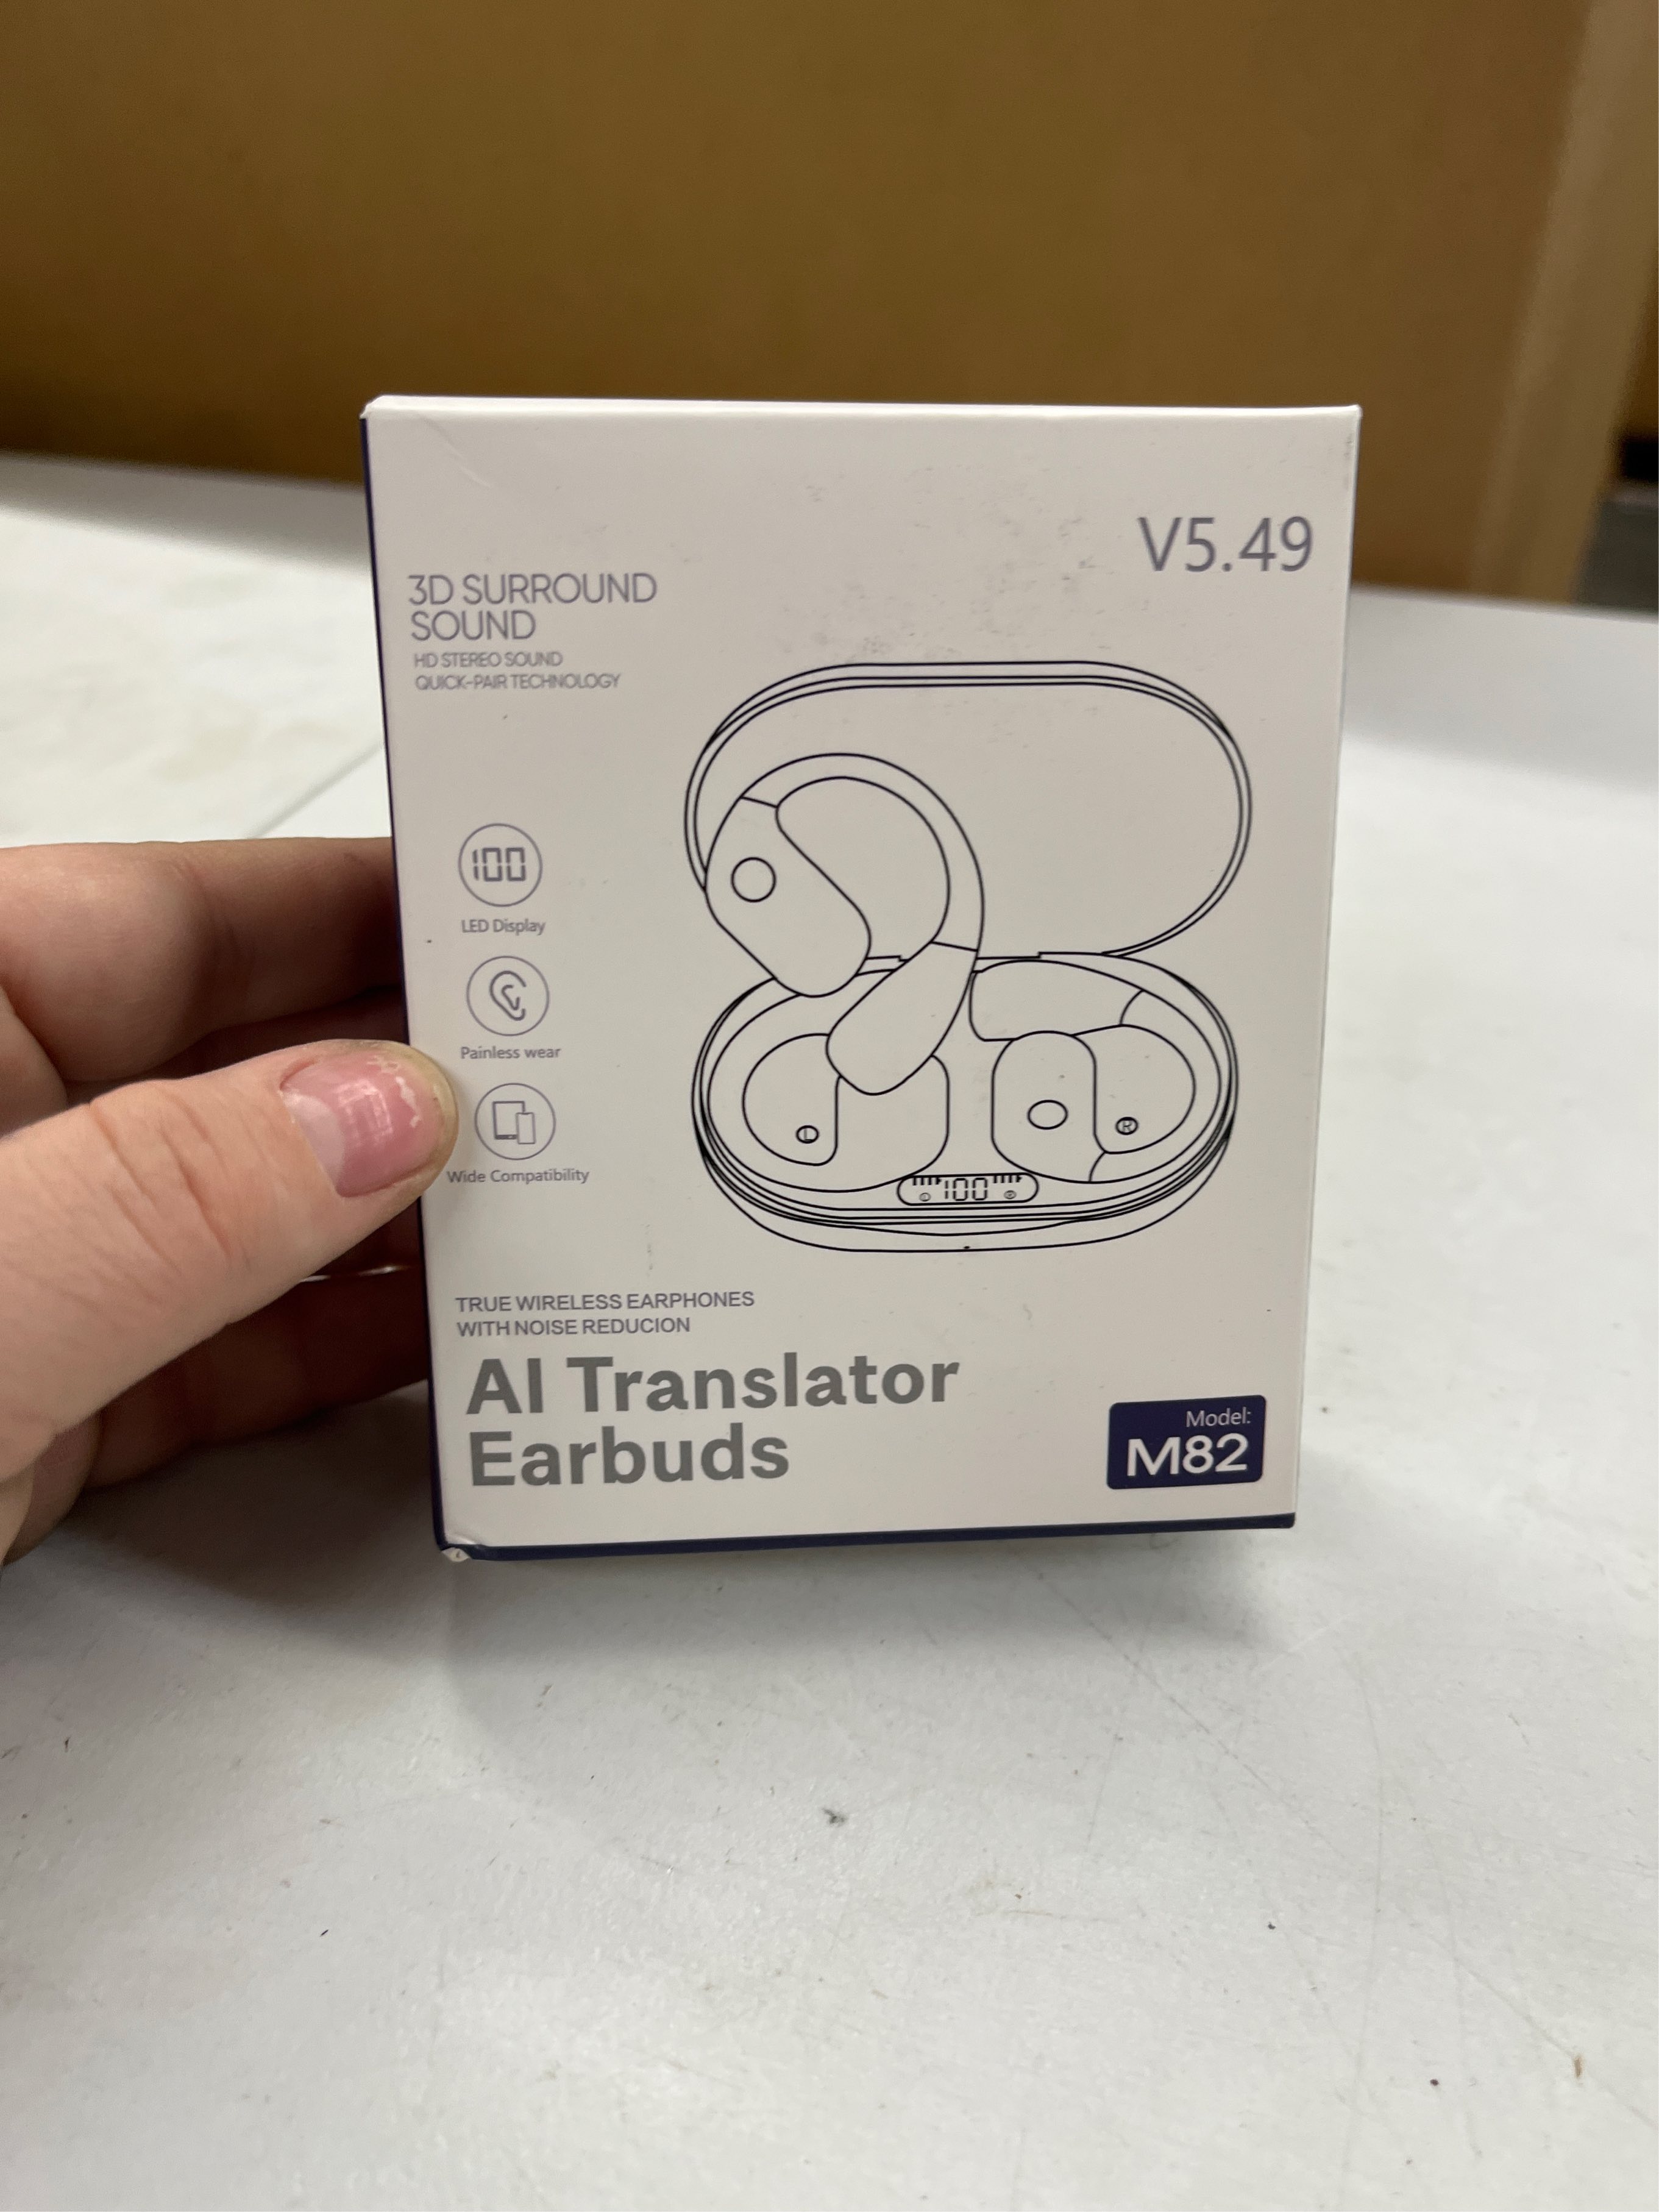 V5.49
3D SURROUND
SOUND
HD STEREO SOUND
QUICK-PAIR TECHNOLOGY
100
LED Display
Painless wear
Wide Compatibility
L
R
L 100 R
TRUE WIRELESS EARPHONES
WITH NOISE REDUCION
AI Translator
Earbuds
Model:
M82